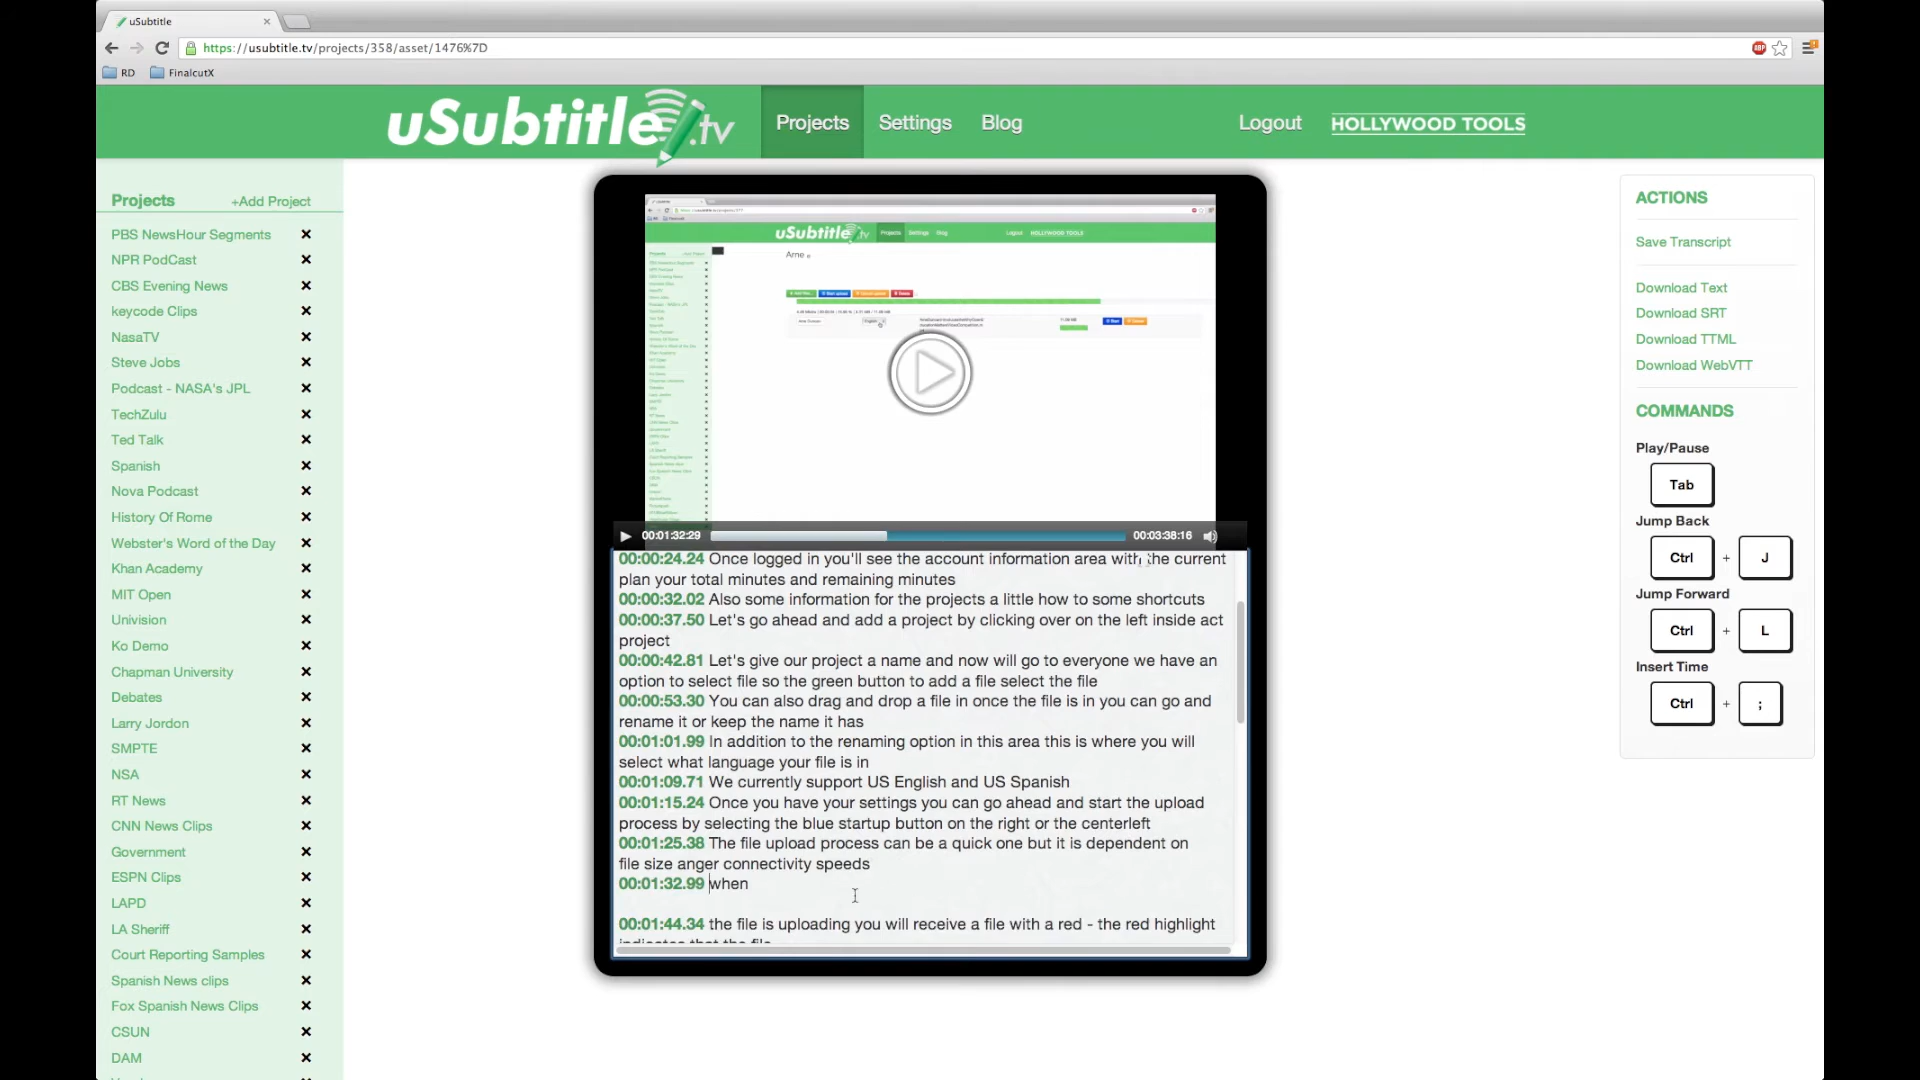 uSubtitle
https://usubtitle.tv/projects/358/asset/1476%7D
ABP
RD
FinalcutX
uSubtitle.tv
Projects
Settings
Blog
Logout
HOLLYWOOD TOOLS
Projects
+Add Project
PBS NewsHour Segments
NPR PodCast
CBS Evening News
keycode Clips
NasaTV
Steve Jobs
Podcast - NASA's JPL
TechZulu
Ted Talk
Spanish
Nova Podcast
History Of Rome
Webster's Word of the Day
Khan Academy
MIT Open
Univision
Ko Demo
Chapman University
Debates
Larry Jordon
SMPTE
NSA
RT News
CNN News Clips
Government
ESPN Clips
LAPD
LA Sheriff
Court Reporting Samples
Spanish News clips
Fox Spanish News Clips
CSUN
DAM
uSubtitle.tv
Projects
Settings
Blog
Logout
HOLLYWOOD TOOLS
Arne
00:01:32:29
00:03:38:16
00:00:24.24 Once logged in you'll see the account information area with the current
plan your total minutes and remaining minutes
00:00:32.02 Also some information for the projects a little how to some shortcuts
00:00:37.50 Let's go ahead and add a project by clicking over on the left inside act
project
00:00:42.81 Let's give our project a name and now will go to everyone we have an
option to select file so the green button to add a file select the file
00:00:53.30 You can also drag and drop a file in once the file is in you can go and
rename it or keep the name it has
00:01:01.99 In addition to the renaming option in this area this is where you will
select what language your file is in
00:01:09.71 We currently support US English and US Spanish
00:01:15.24 Once you have your settings you can go ahead and start the upload
process by selecting the blue startup button on the right or the centerleft
00:01:25.38 The file upload process can be a quick one but it is dependent on
file size anger connectivity speeds
00:01:32.99 when
00:01:44.34 the file is uploading you will receive a file with a red - the red highlight
indicates that the file
ACTIONS
Save Transcript
Download Text
Download SRT
Download TTML
Download WebVTT
COMMANDS
Play/Pause
Tab
Jump Back
Ctrl + J
Jump Forward
Ctrl + L
Insert Time
Ctrl + ;